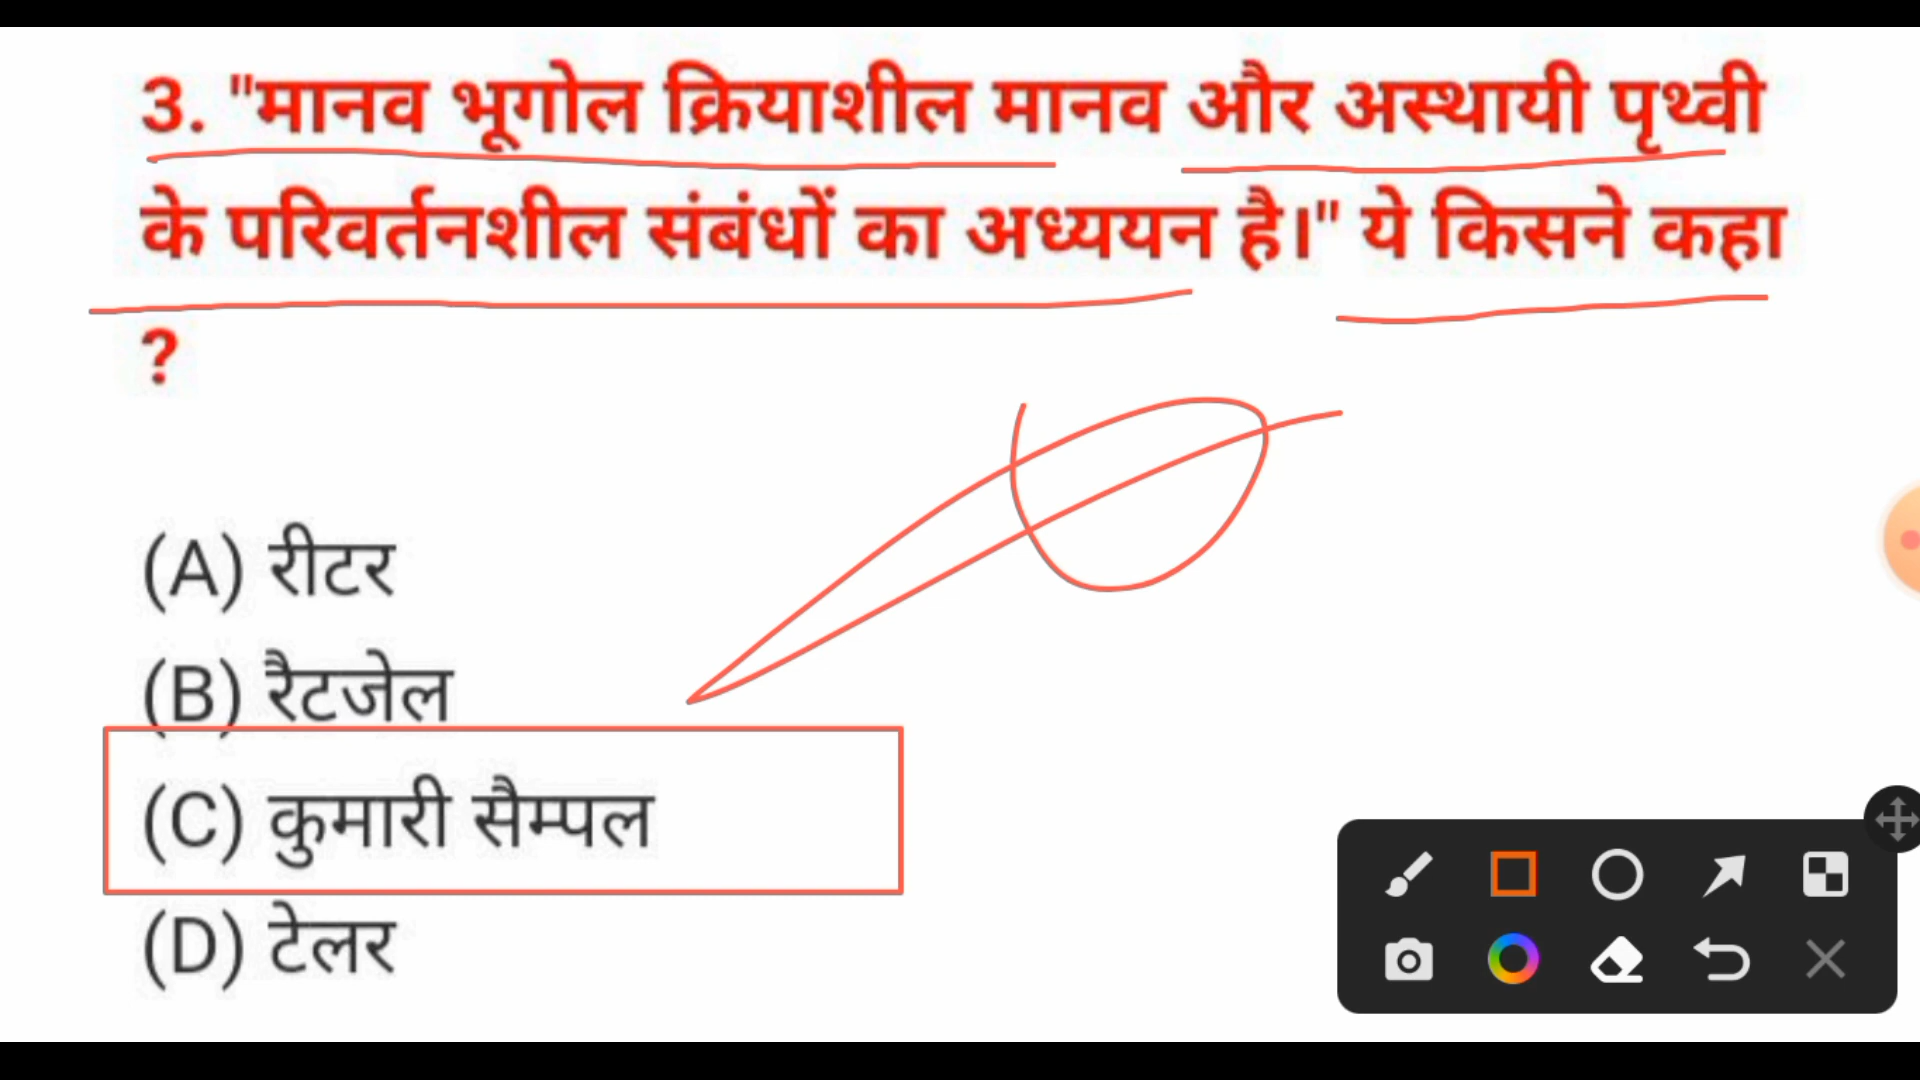 3. "मानव भूगोल क्रियाशील मानव और अस्थायी पृथ्वी
के परिवर्तनशील संबंधों का अध्ययन है।" ये किसने कहा
?
(A) रीटर
(B) रैटजेल
(C) कुमारी सैम्पल
(D) टेलर